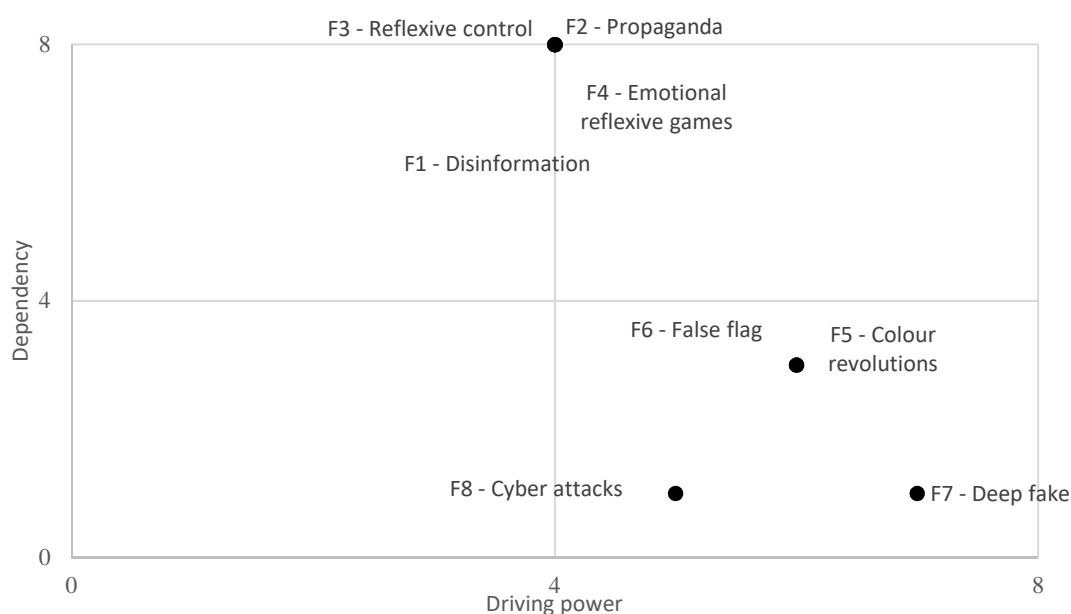 F3 - Reflexive control
F2 - Propaganda
8
F4 - Emotional
reflexive games
F1 - Disinformation
Dependency
4
F6 - False flag
F5 - Colour
revolutions
F8 - Cyber attacks
F7 - Deep fake
0
0
4
8
Driving power